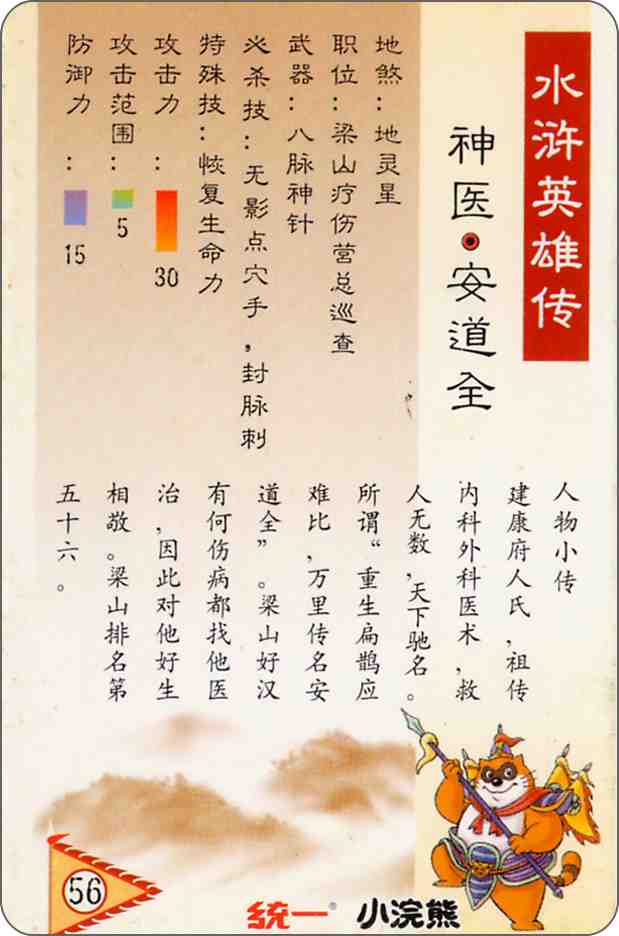 水浒英雄传
神医·安道全
地煞：地灵星
职位：梁山疗伤营总巡查
武器：八脉神针
必杀技：无影点穴手，封脉刺
特殊技：恢复生命力
攻击力：
30
攻击范围：
5
防御力：
15
人物小传
建康府人氏，祖传
内科外科医术，救
人无数，天下驰名。
所谓“重生扁鹊应
难比，万里传名安
道全”。梁山好汉
有何伤病都找他医
治，因此对他好生
相敬。梁山排名第
五十六。
56
统一® 小浣熊